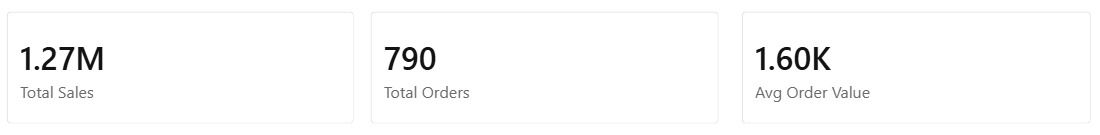 1.27M
Total Sales
790
Total Orders
1.60K
Avg Order Value